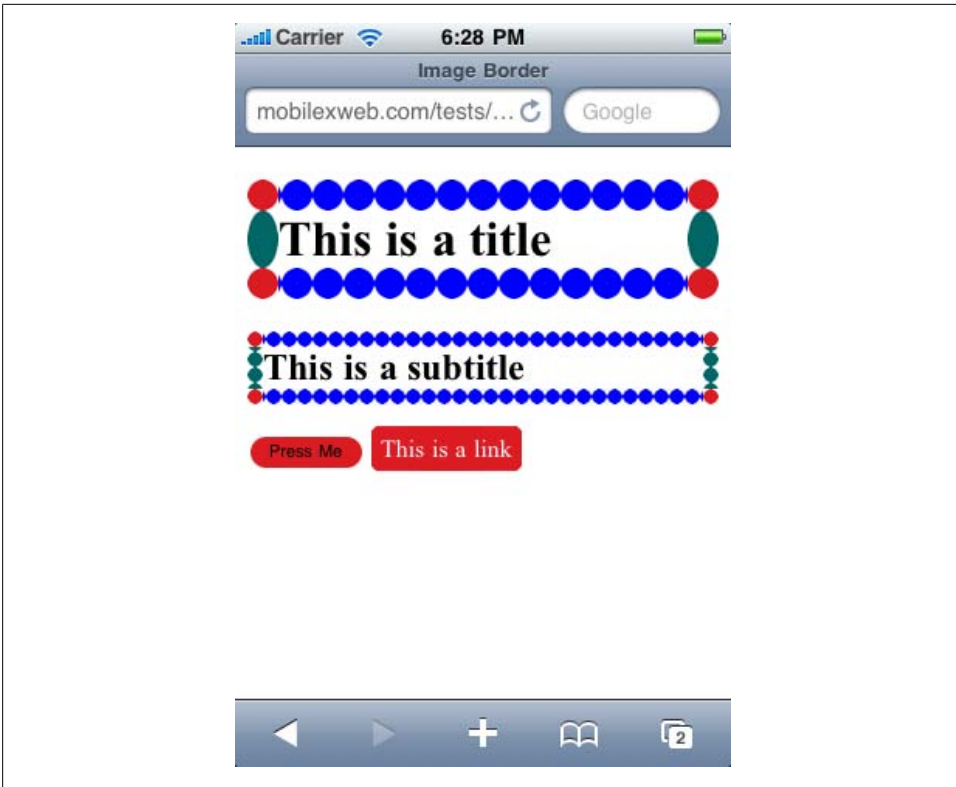 Carrier 6:28 PM
Image Border
mobilexweb.com/tests/... Google
This is a title
This is a subtitle
Press Me This is a link
2